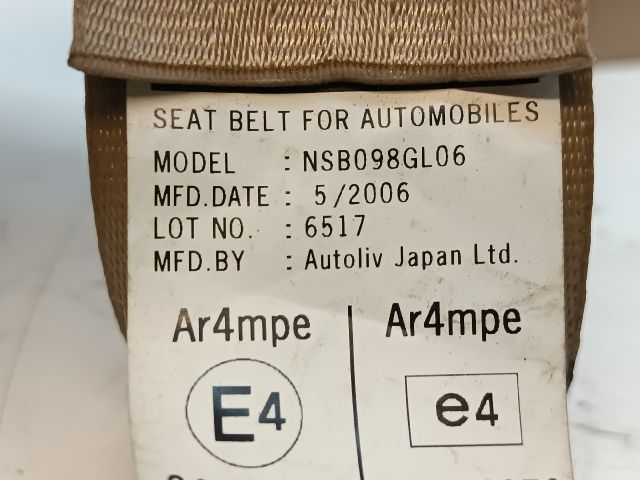 SEAT BELT FOR AUTOMOBILES
MODEL : NSB098GL06
MFD.DATE : 5/2006
LOT NO. : 6517
MFD.BY : Autoliv Japan Ltd.
Ar4mpe Ar4mpe
E4 e4